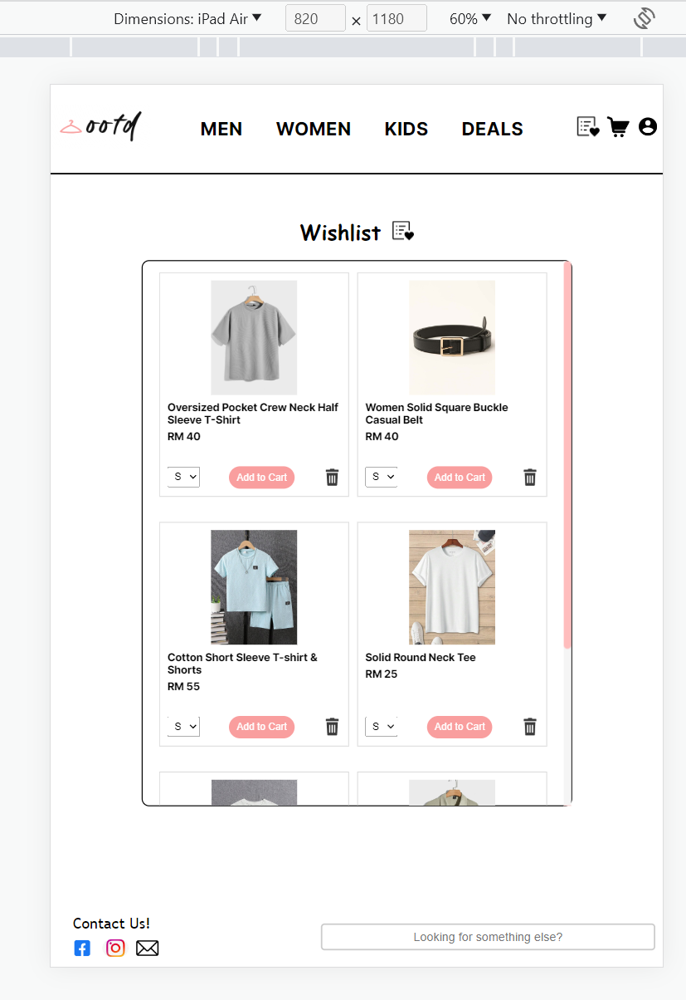 Dimensions: iPad Air ▼ 820 × 1180 60% ▼ No throttling ▼
ootd MEN WOMEN KIDS DEALS
Wishlist
Oversized Pocket Crew Neck Half
Sleeve T-Shirt
RM 40
S Add to Cart
Women Solid Square Buckle
Casual Belt
RM 40
S Add to Cart
Cotton Short Sleeve T-shirt &
Shorts
RM 55
S Add to Cart
Solid Round Neck Tee
RM 25
S Add to Cart
Contact Us!
Looking for something else?